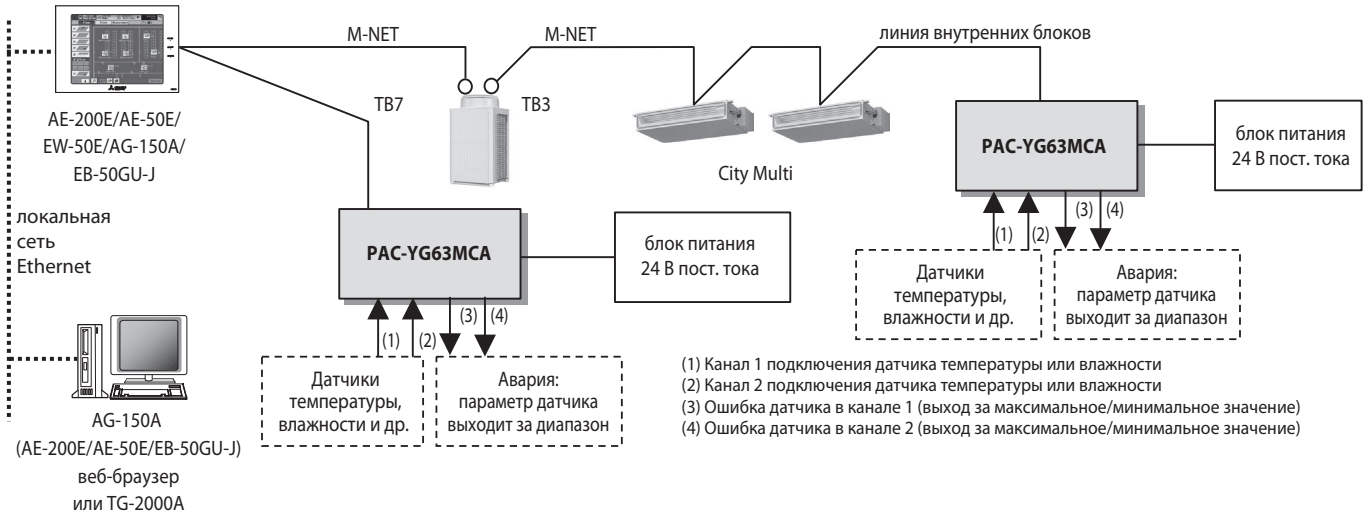 M-NET
M-NET
линия внутренних блоков
TB7
TB3
AE-200E/AE-50E/
EW-50E/AG-150A/
EB-50GU-J
City Multi
PAC-YG63MCA
блок питания
24 В пост. тока
(1)
(2)
(3)
(4)
Датчики
температуры,
влажности и др.
Авария:
параметр датчика
выходит за диапазон
локальная
сеть
Ethernet
PAC-YG63MCA
блок питания
24 В пост. тока
(1)
(2)
(3)
(4)
Датчики
температуры,
влажности и др.
Авария:
параметр датчика
выходит за диапазон
(1) Канал 1 подключения датчика температуры или влажности
(2) Канал 2 подключения датчика температуры или влажности
(3) Ошибка датчика в канале 1 (выход за максимальное/минимальное значение)
(4) Ошибка датчика в канале 2 (выход за максимальное/минимальное значение)
AG-150A
(AE-200E/AE-50E/EB-50GU-J)
веб-браузер
или TG-2000A